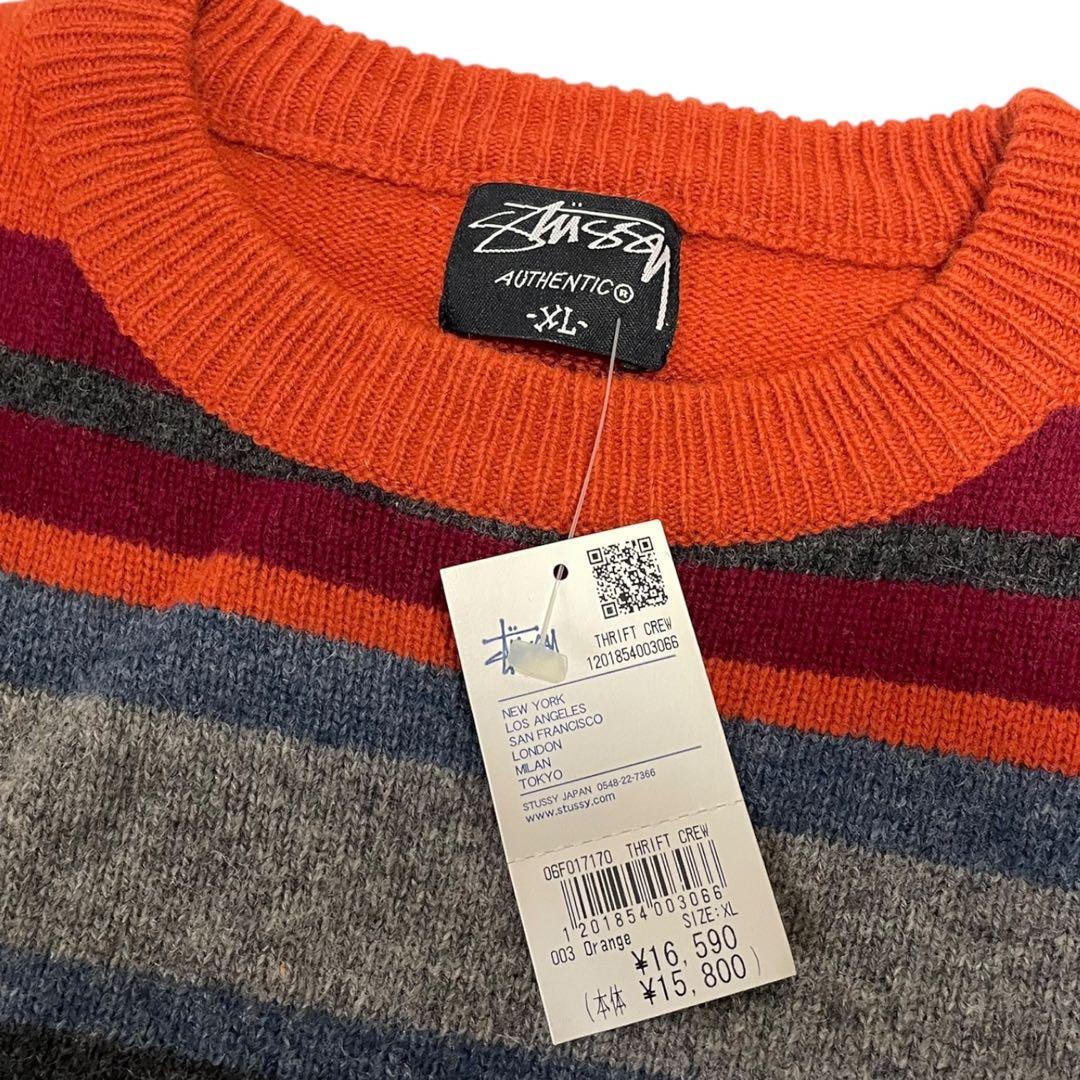 Stüssy
AUTHENTIC®
-XL-
THRIFT CREW
1201854003066
Stüssy
NEW YORK
LOS ANGELES
SAN FRANCISCO
LONDON
MILAN
TOKYO
STUSSY JAPAN 0548-22-7366
www.stussy.com
06F017170 THRIFT CREW
1201854003066
SIZE:XL
003 Orange
¥16,590
(本体 ¥15,800)